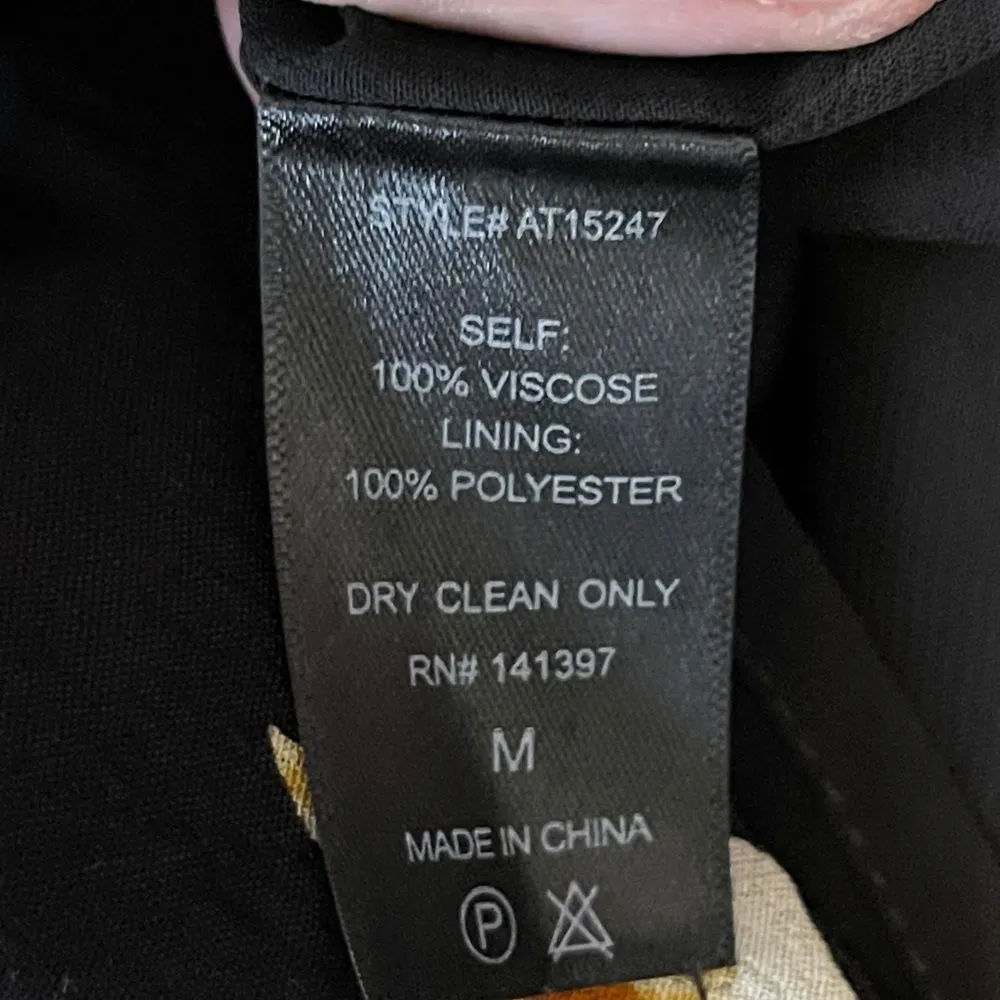 STYLE# AT15247
SELF:
100% VISCOSE
LINING:
100% POLYESTER
DRY CLEAN ONLY
RN# 141397
M
MADE IN CHINA
P